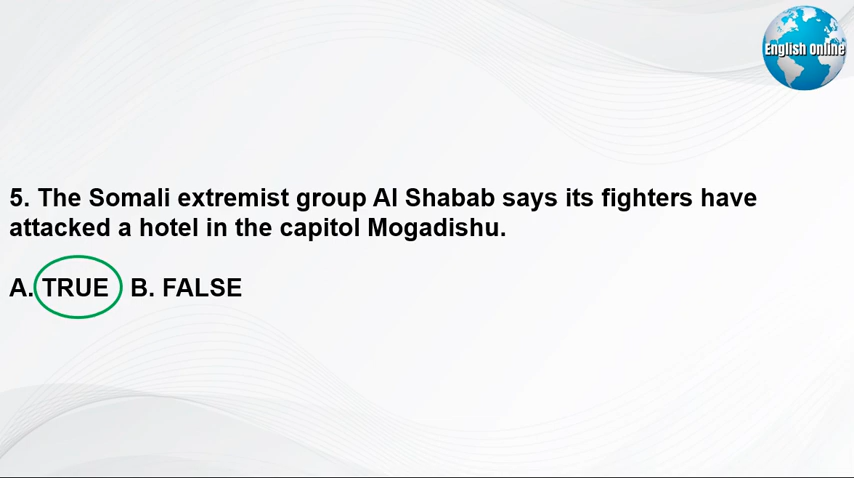 English Online
5. The Somali extremist group Al Shabab says its fighters have
attacked a hotel in the capitol Mogadishu.
A. TRUE B. FALSE